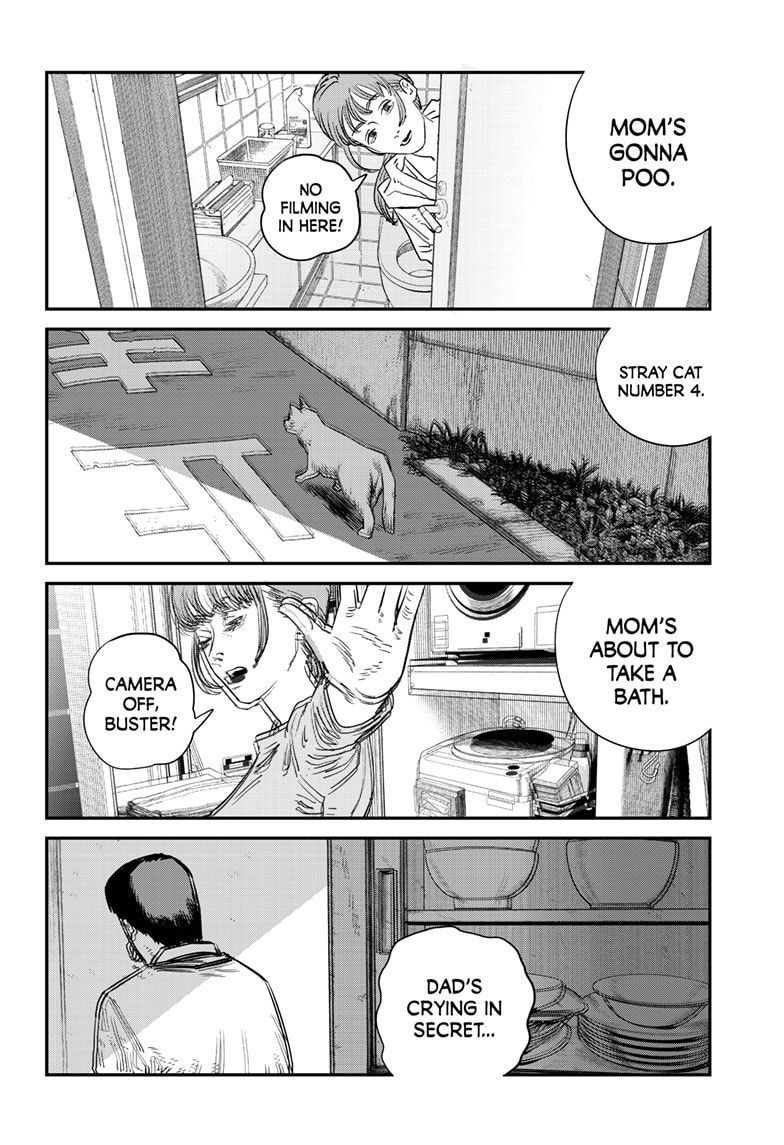 MOM'S
GONNA
POO.
NO
FILMING
IN HERE!
STRAY CAT
NUMBER 4.
MOM'S
ABOUT TO
TAKE A
BATH.
CAMERA
OFF,
BUSTER!
DAD'S
CRYING IN
SECRET...